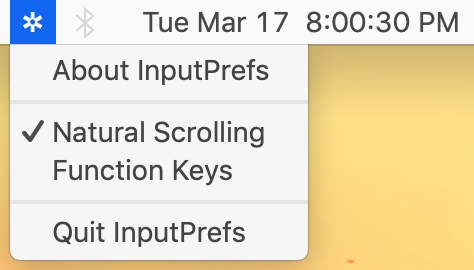 Tue Mar 17 8:00:30 PM
About InputPrefs
Natural Scrolling
Function Keys
Quit InputPrefs